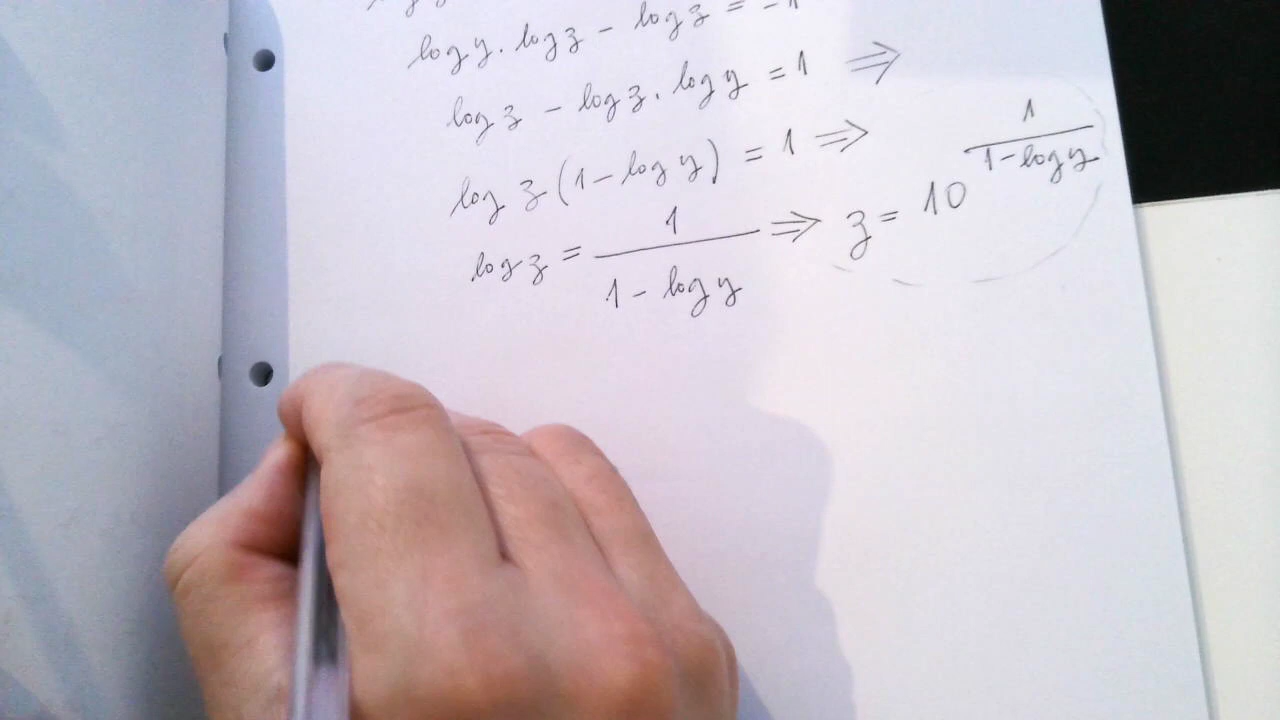 log y . log z - log z = -1
log z - log z . log y = 1 ⇒
log z (1 - log y) = 1 ⇒
log z = 1/(1 - log y) ⇒ z = 10^(1/(1 - log y))